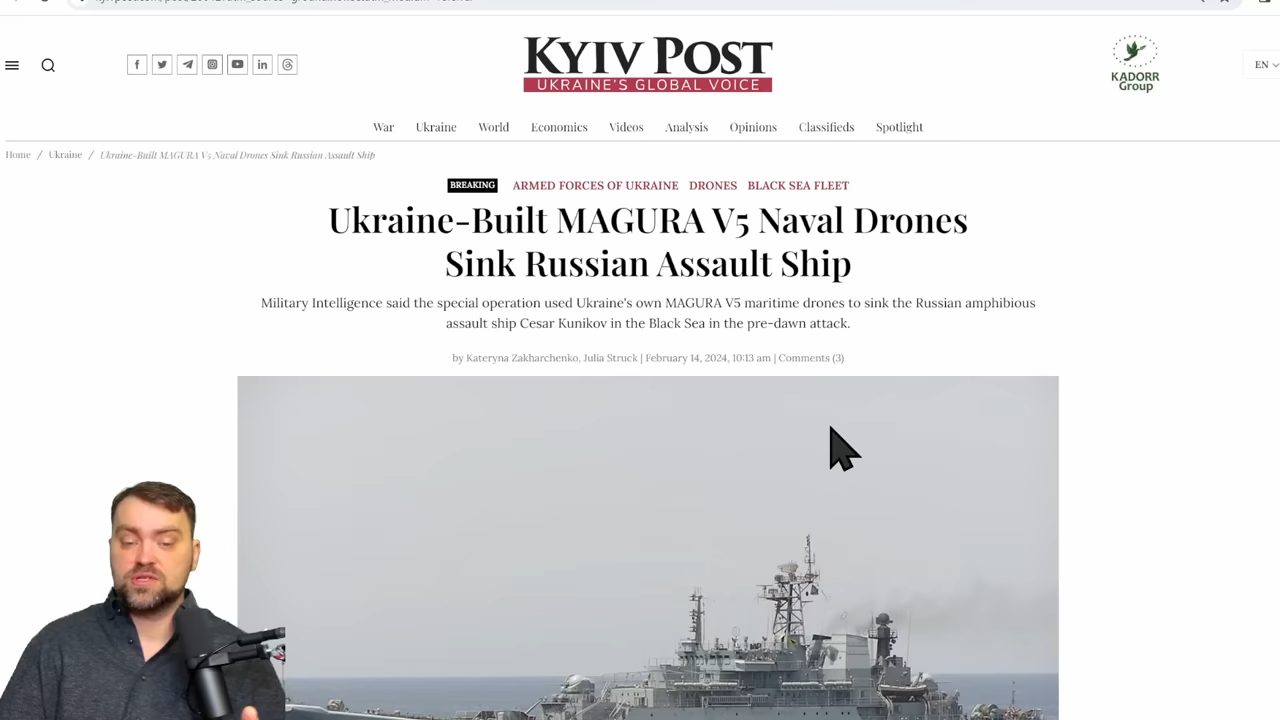 KYIV POST
UKRAINE'S GLOBAL VOICE
KADORR
Group
EN
War Ukraine World Economics Videos Analysis Opinions Classifieds Spotlight
Home / Ukraine / Ukraine-Built MAGURA V5 Naval Drones Sink Russian Assault Ship
BREAKING ARMED FORCES OF UKRAINE DRONES BLACK SEA FLEET
Ukraine-Built MAGURA V5 Naval Drones
Sink Russian Assault Ship
Military Intelligence said the special operation used Ukraine's own MAGURA V5 maritime drones to sink the Russian amphibious
assault ship Cesar Kunikov in the Black Sea in the pre-dawn attack.
by Kateryna Zakharchenko, Julia Struck | February 14, 2024, 10:13 am | Comments (3)